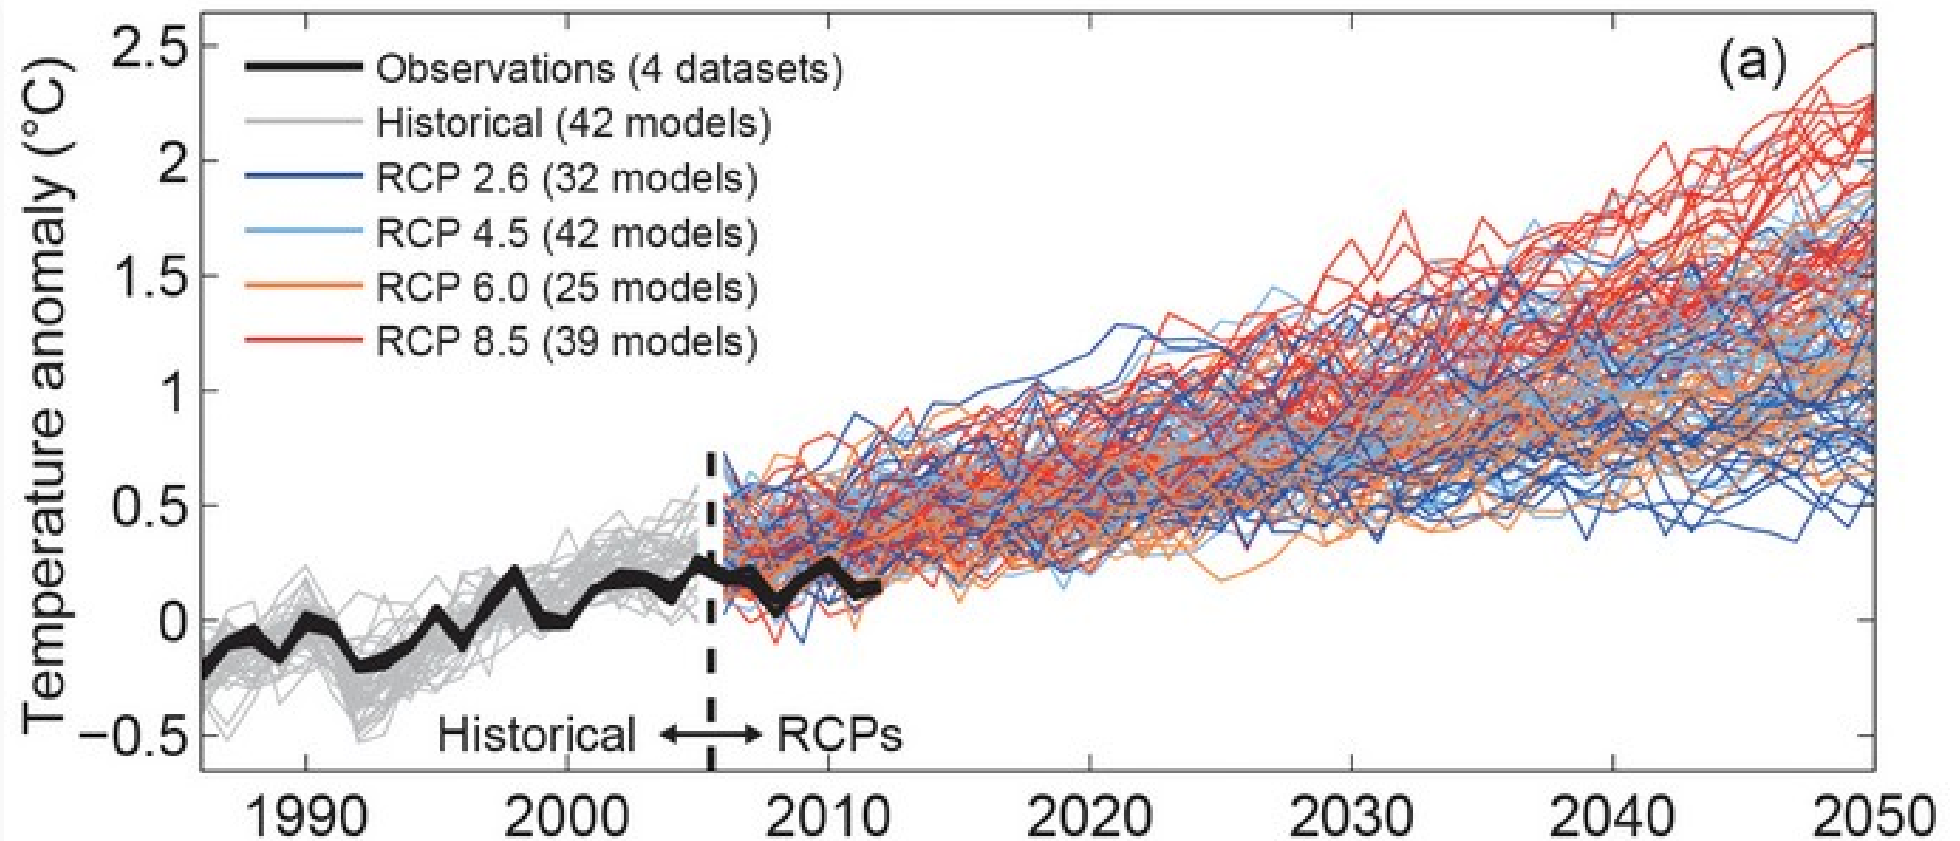 Temperature anomaly (°C)
2.5
2
1.5
1
0.5
0
−0.5
(a)
Observations (4 datasets)
Historical (42 models)
RCP 2.6 (32 models)
RCP 4.5 (42 models)
RCP 6.0 (25 models)
RCP 8.5 (39 models)
Historical RCPs
1990 2000 2010 2020 2030 2040 2050